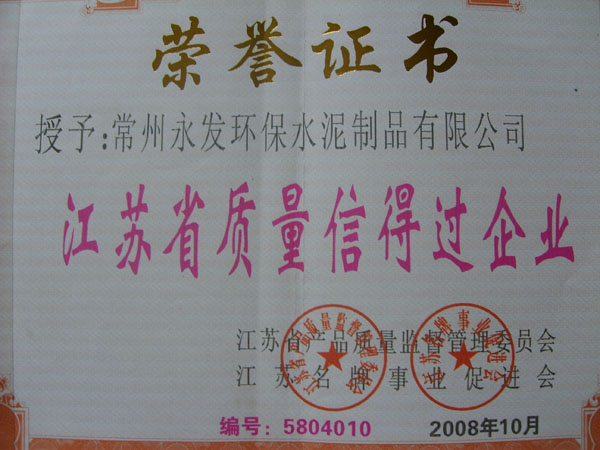 荣誉证书
授予:常州永发环保水泥制品有限公司
江苏省质量信得过企业
江苏省产品质量监督管理委员会
江苏名牌事业促进会
编号:5804010 2008年10月